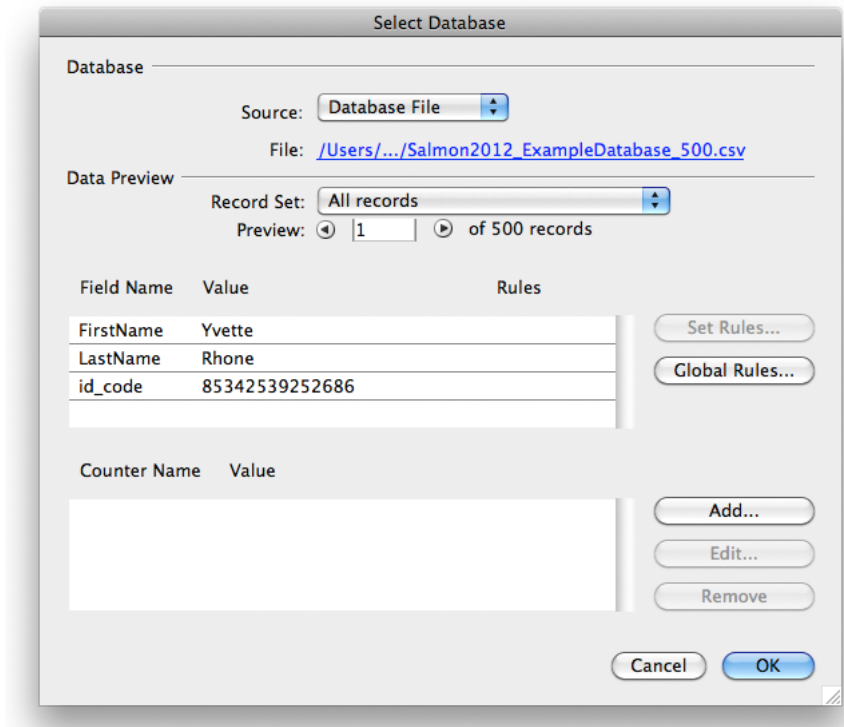 Select Database
Database
Source: Database File
File: /Users/.../Salmon2012_ExampleDatabase_500.csv
Data Preview
Record Set: All records
Preview: 1 of 500 records
Field Name Value Rules
FirstName Yvette
LastName Rhone
id_code 85342539252686
Set Rules...
Global Rules...
Counter Name Value
Add...
Edit...
Remove
Cancel OK